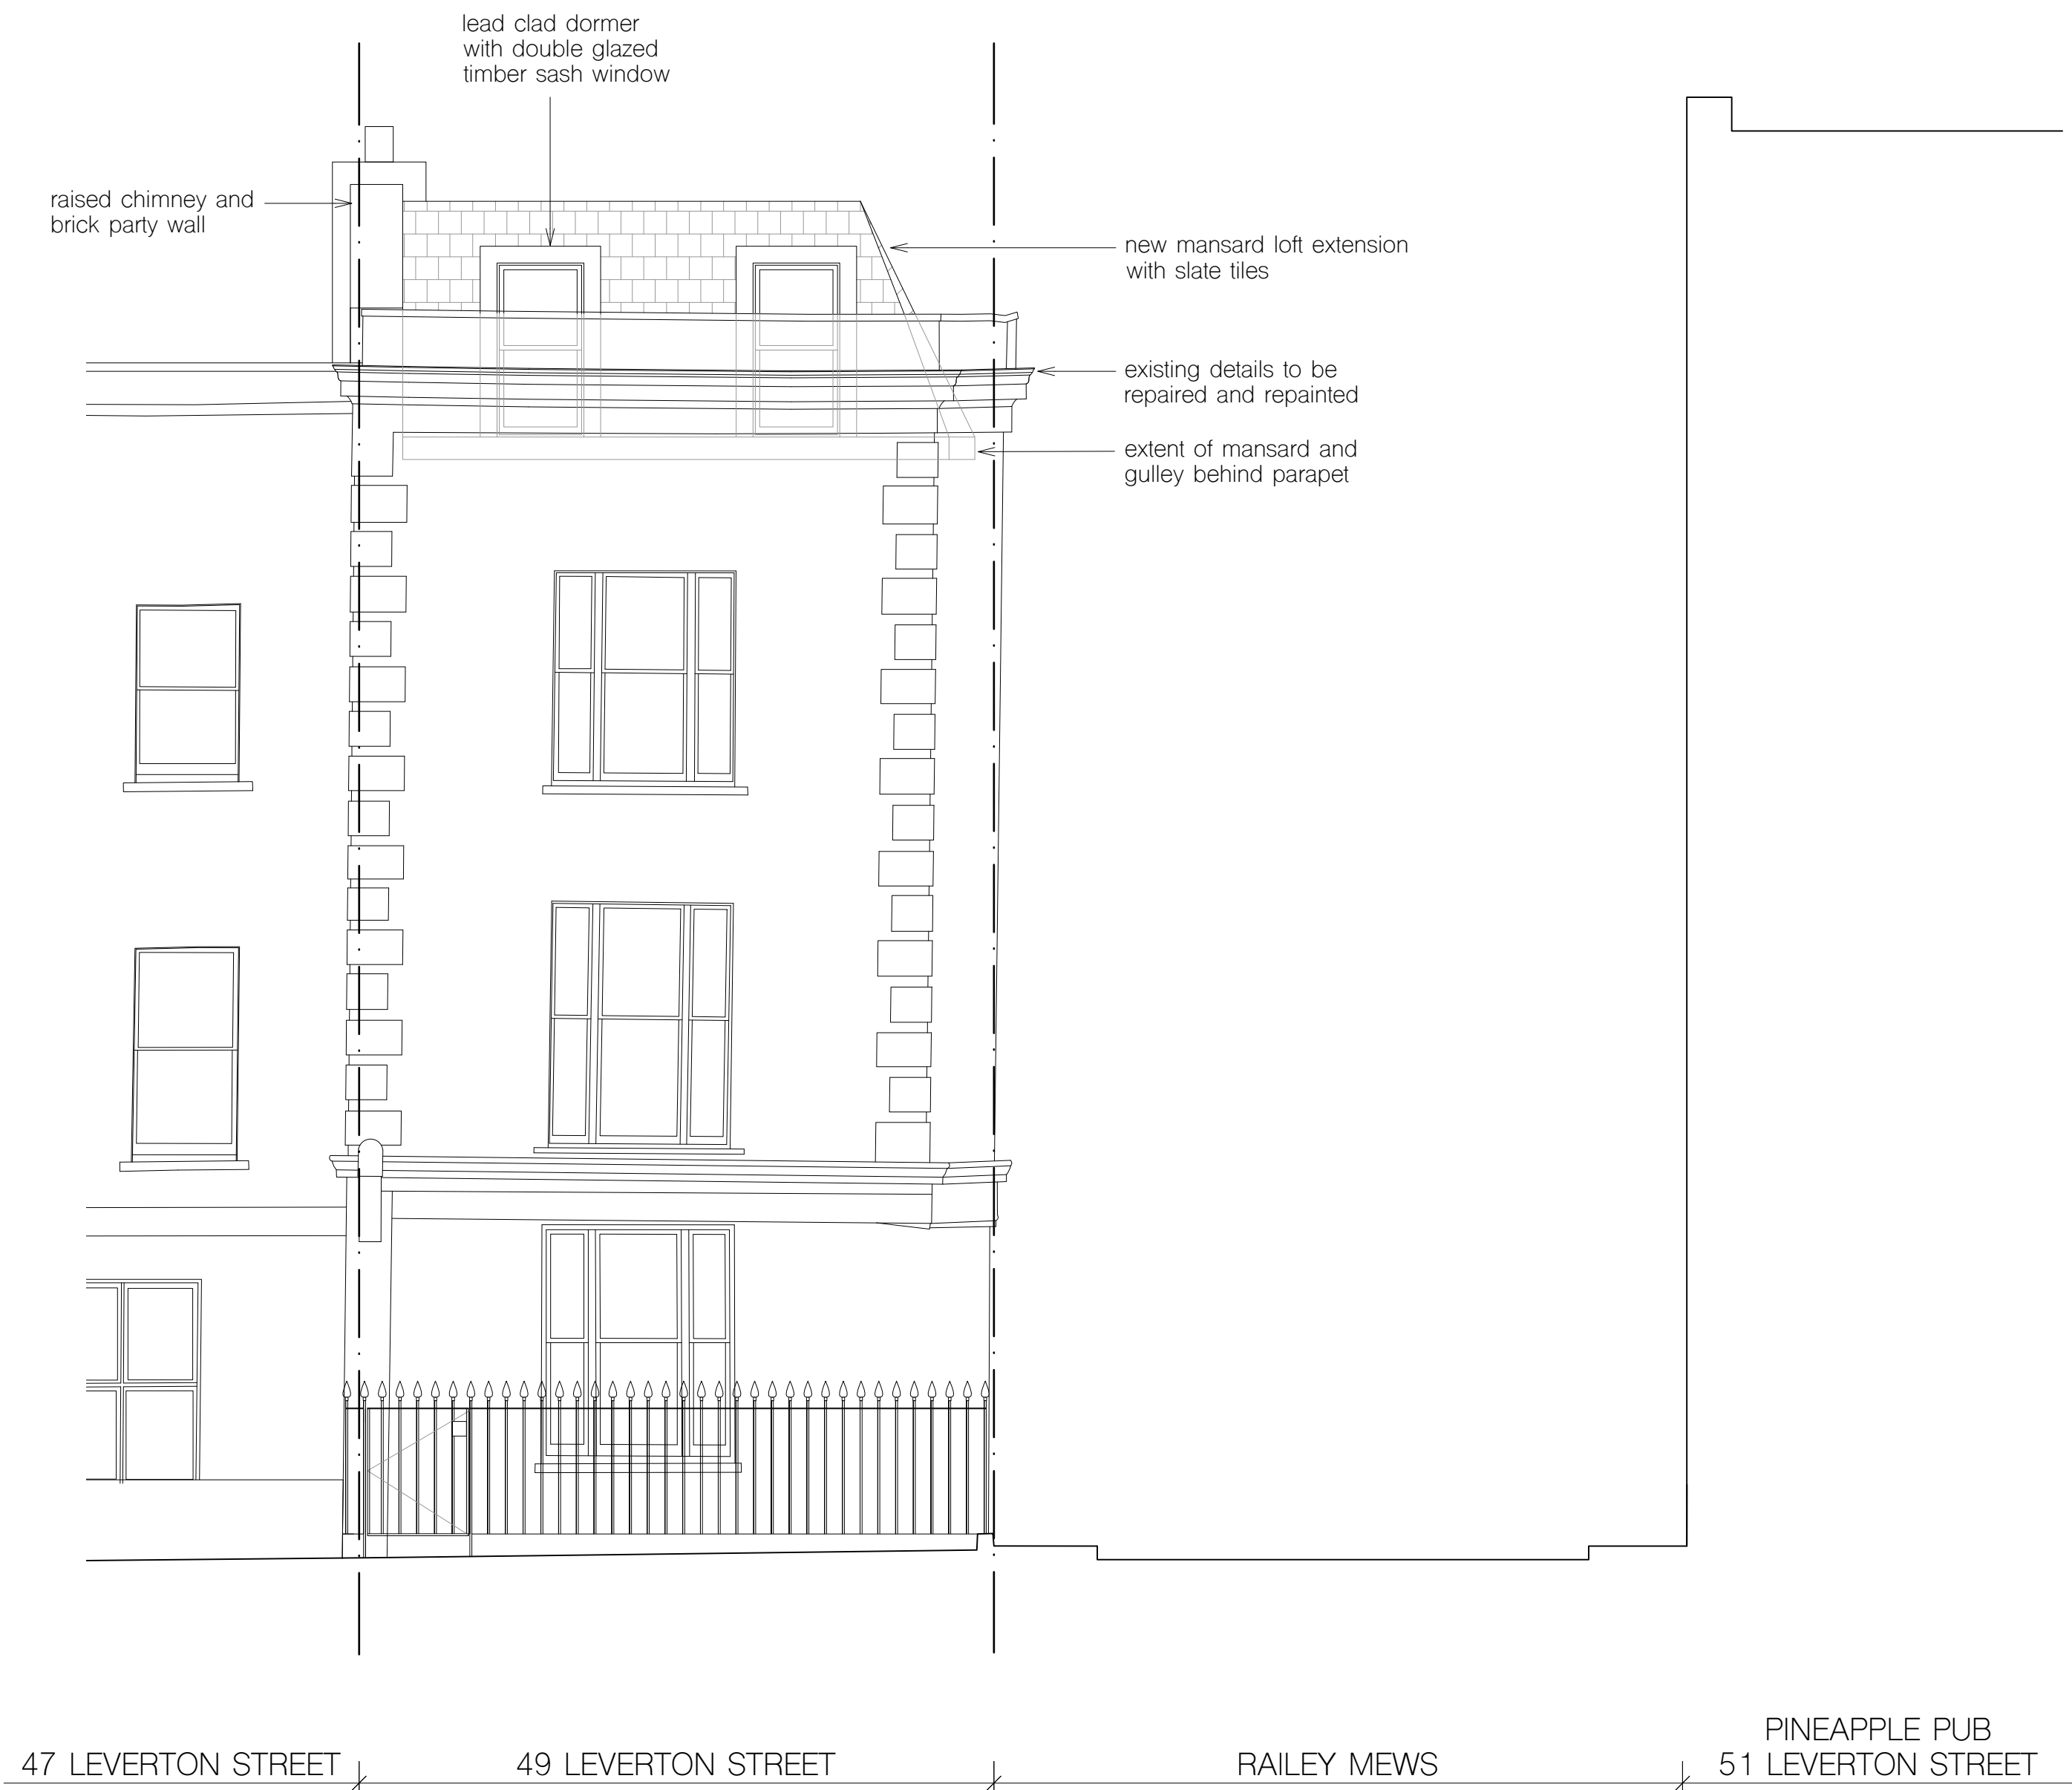 lead clad dormer
with double glazed
timber sash window
raised chimney and
brick party wall
new mansard loft extension
with slate tiles
existing details to be
repaired and repainted
extent of mansard and
gulley behind parapet
47 LEVERTON STREET
49 LEVERTON STREET
RAILEY MEWS
PINEAPPLE PUB
51 LEVERTON STREET